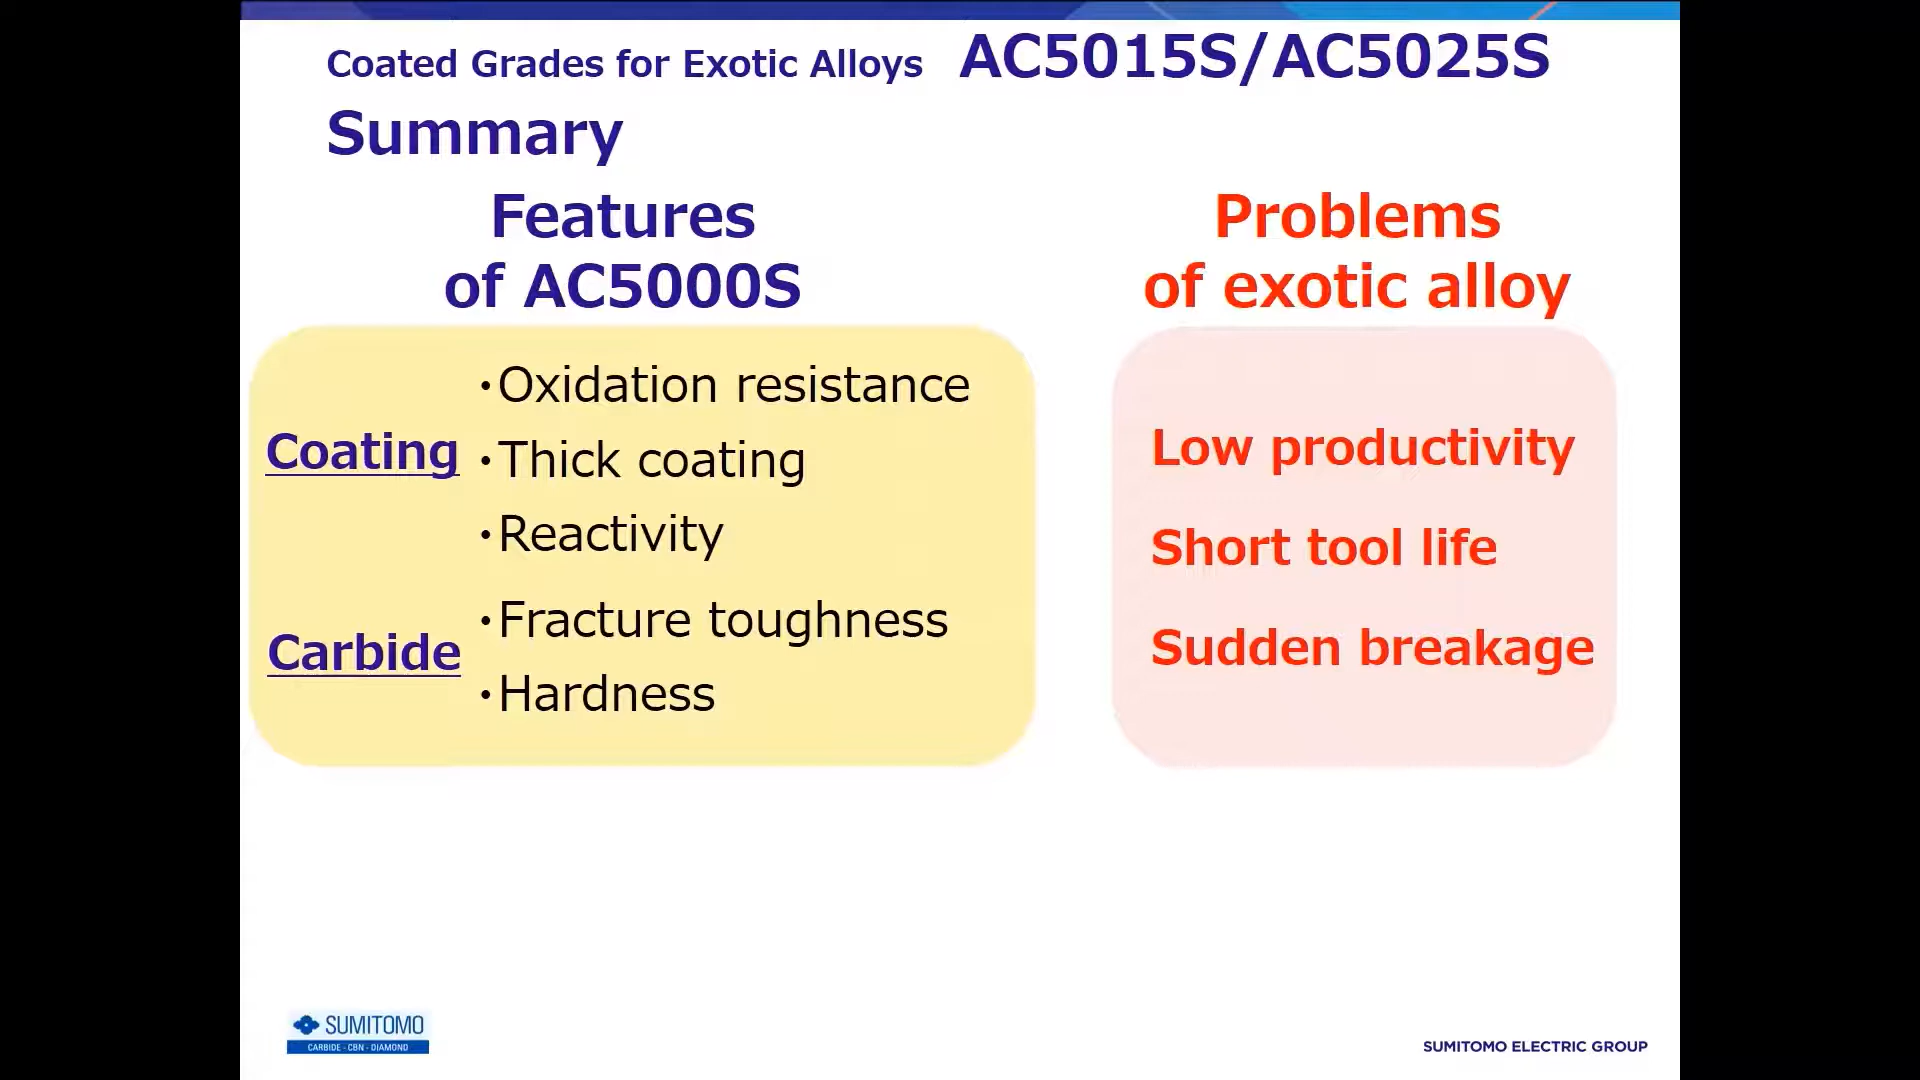 Coated Grades for Exotic Alloys AC5015S/AC5025S
Summary
Features
of AC5000S
Coating
・Oxidation resistance
・Thick coating
・Reactivity
Carbide
・Fracture toughness
・Hardness
Problems
of exotic alloy
Low productivity
Short tool life
Sudden breakage
SUMITOMO
CARBIDE - CBN - DIAMOND
SUMITOMO ELECTRIC GROUP